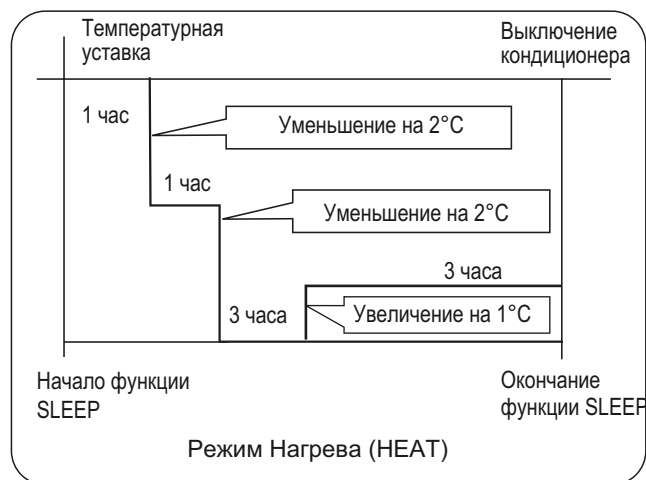 Температурная
уставка
Выключение
кондиционера
1 час
Уменьшение на 2°C
1 час
Уменьшение на 2°C
3 часа
3 часа
Увеличение на 1°C
Начало функции
SLEEP
Окончание
функции SLEEP
Режим Нагрева (HEAT)